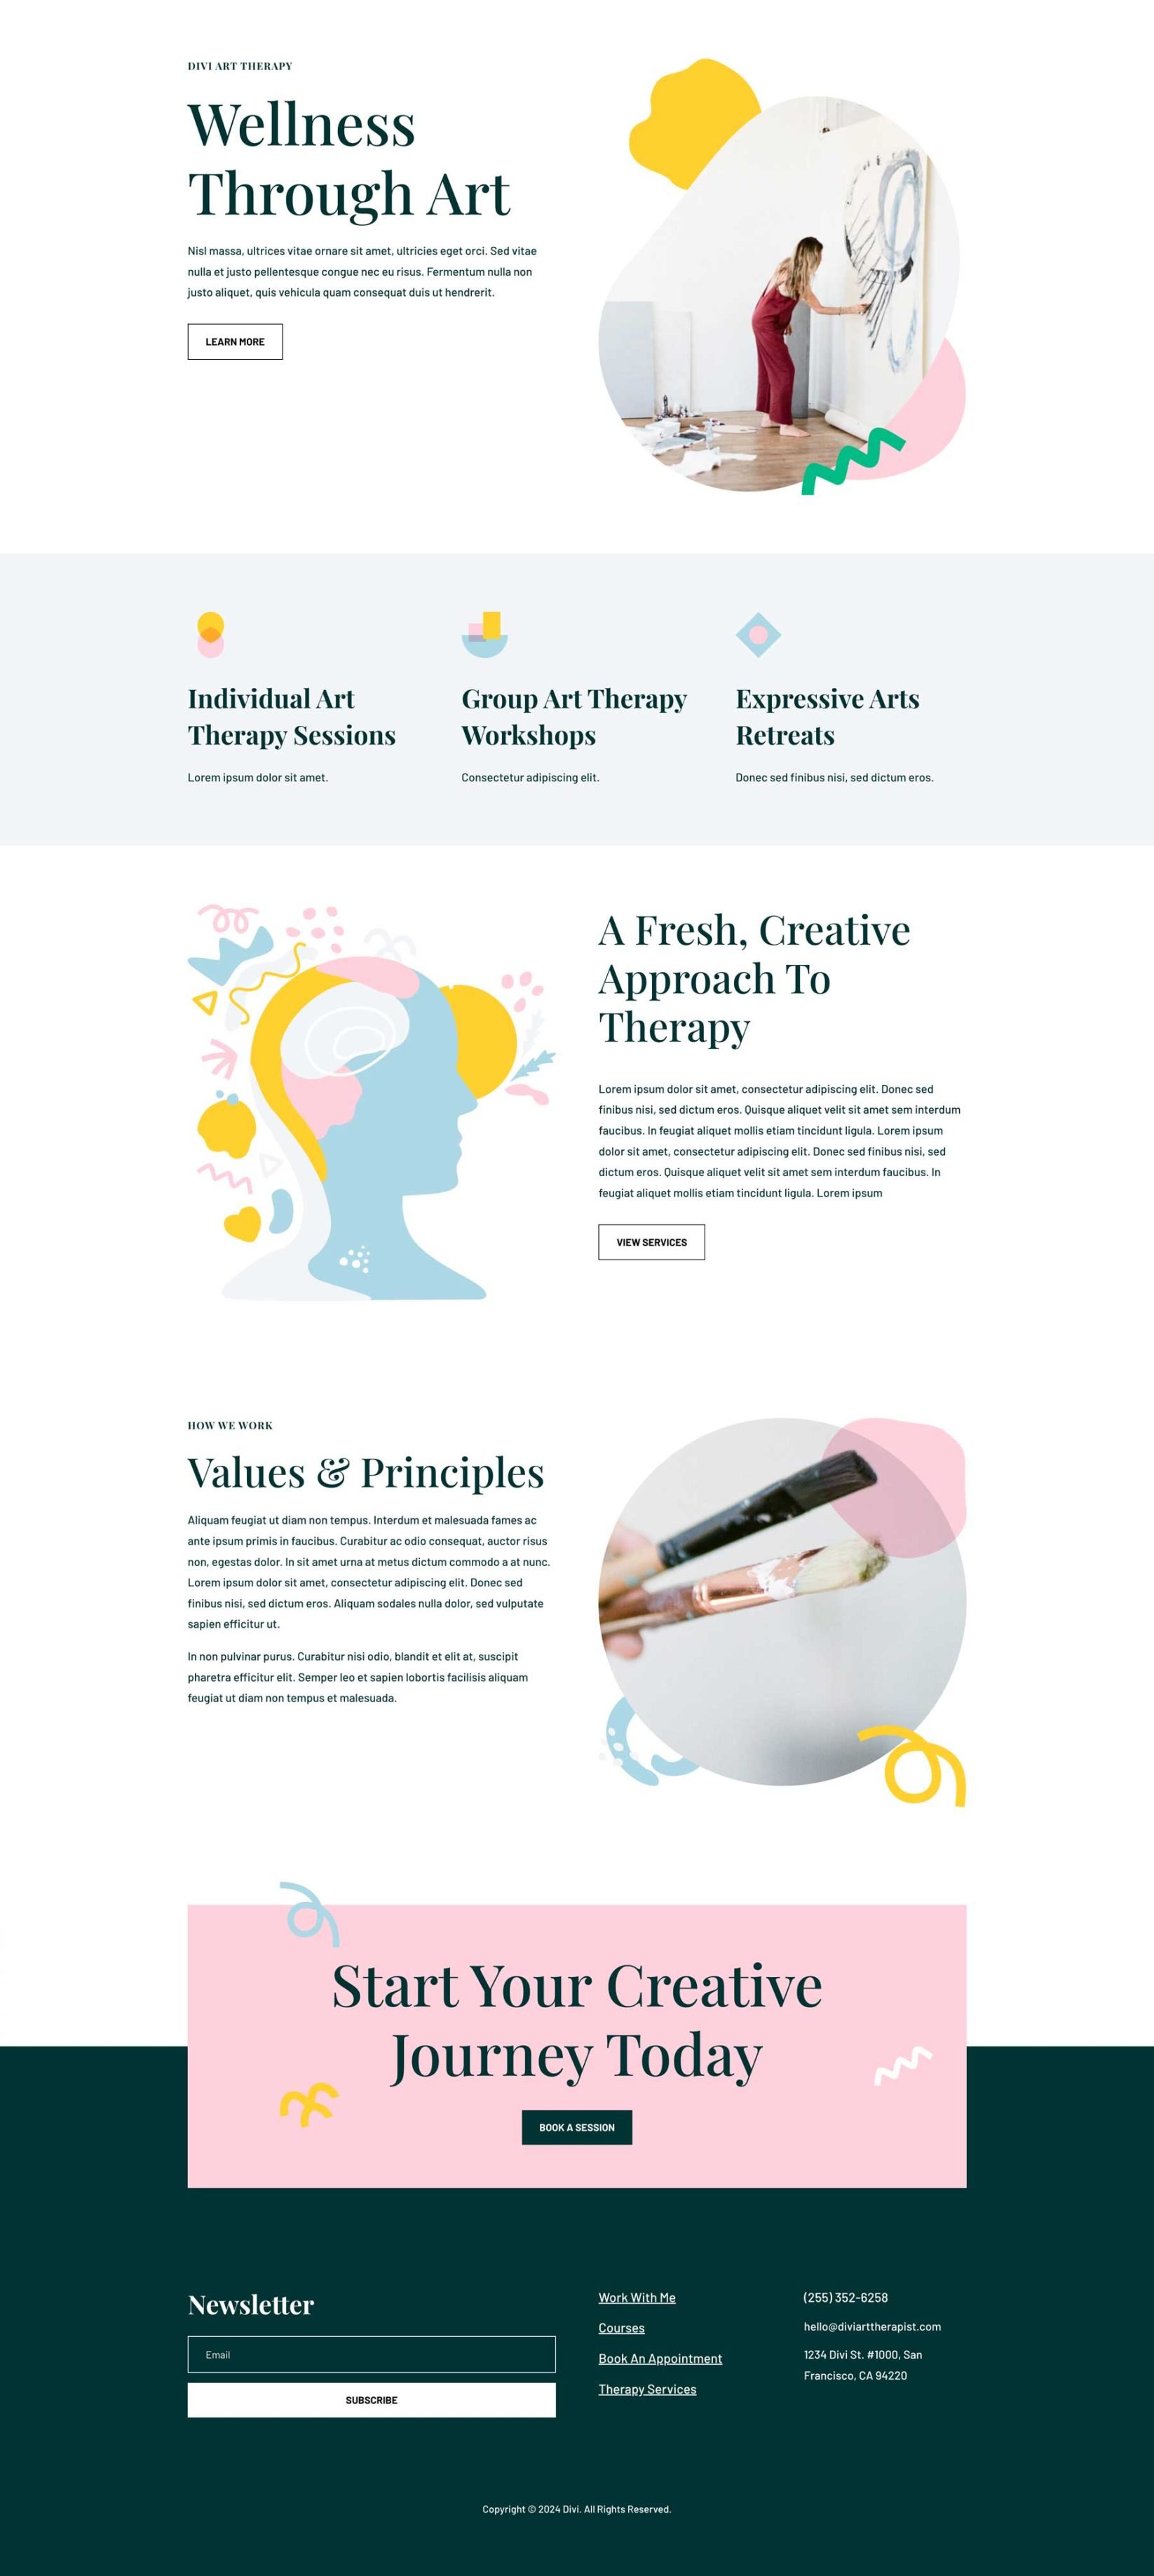 DIVI ART THERAPY
Wellness
Through Art
Nisl massa, ultrices vitae ornare sit amet, ultricies eget orci. Sed vitae
nulla et justo pellentesque congue nec eu risus. Fermentum nulla non
justo aliquet, quis vehicula quam consequat duis ut hendrerit.
LEARN MORE
Individual Art
Therapy Sessions
Lorem ipsum dolor sit amet.
Group Art Therapy
Workshops
Consectetur adipiscing elit.
Expressive Arts
Retreats
Donec sed finibus nisi, sed dictum eros.
A Fresh, Creative
Approach To
Therapy
Lorem ipsum dolor sit amet, consectetur adipiscing elit. Donec sed
finibus nisi, sed dictum eros. Quisque aliquet velit sit amet sem interdum
faucibus. In feugiat aliquet mollis etiam tincidunt ligula. Lorem ipsum
dolor sit amet, consectetur adipiscing elit. Donec sed finibus nisi, sed
dictum eros. Quisque aliquet velit sit amet sem interdum faucibus. In
feugiat aliquet mollis etiam tincidunt ligula. Lorem ipsum
VIEW SERVICES
HOW WE WORK
Values & Principles
Aliquam feugiat ut diam non tempus. Interdum et malesuada fames ac
ante ipsum primis in faucibus. Curabitur ac odio consequat, auctor risus
non, egestas dolor. In sit amet urna at metus dictum commodo a at nunc.
Lorem ipsum dolor sit amet, consectetur adipiscing elit. Donec sed
finibus nisi, sed dictum eros. Aliquam sodales nulla dolor, sed vulputate
sapien efficitur ut.
In non pulvinar purus. Curabitur nisi odio, blandit et elit at, suscipit
pharetra efficitur elit. Semper leo et sapien lobortis facilisis aliquam
feugiat ut diam non tempus et malesuada.
Start Your Creative
Journey Today
BOOK A SESSION
Newsletter
Email
SUBSCRIBE
Work With Me
Courses
Book An Appointment
Therapy Services
(255) 352-6258
hello@diviarttherapist.com
1234 Divi St. #1000, San
Francisco, CA 94220
Copyright © 2024 Divi. All Rights Reserved.